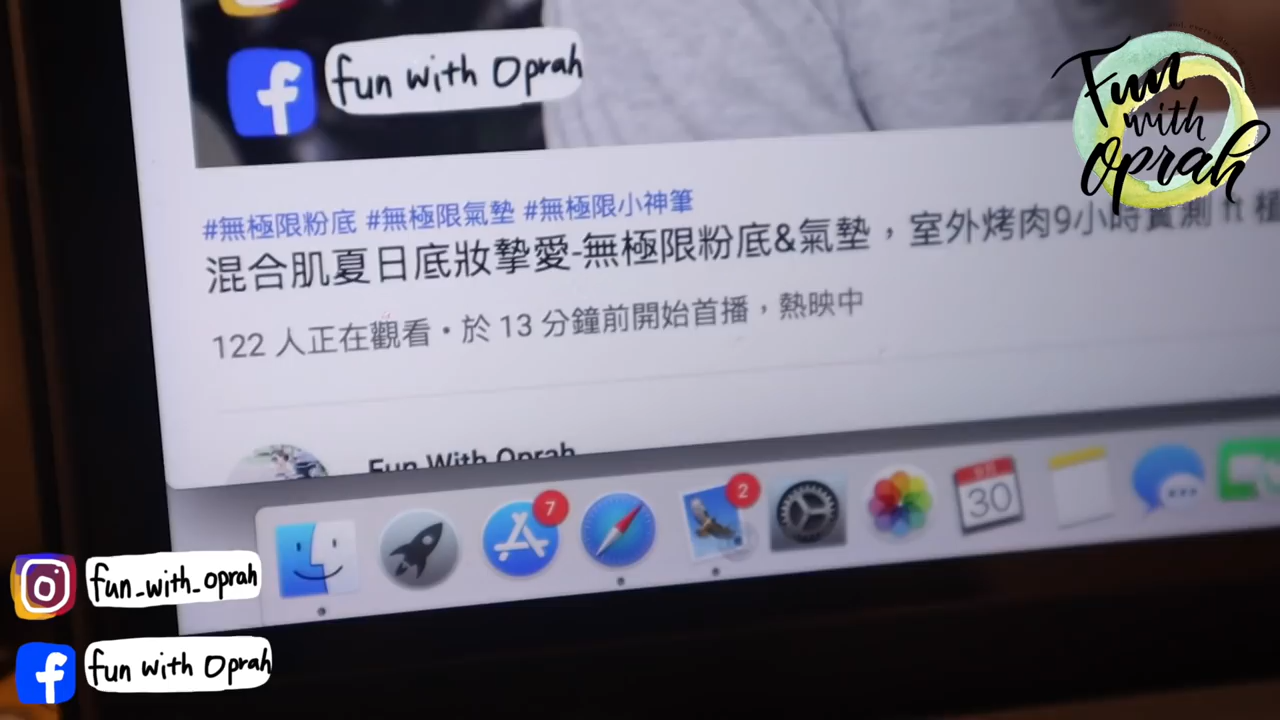 fun with Oprah
Fun
with
Oprah
#無極限粉底 #無極限氣墊 #無極限小神筆
混合肌夏日底妝摯愛-無極限粉底&氣墊，室外烤肉9小時實測 ft
122 人正在觀看・於 13 分鐘前開始首播，熱映中
Fun With Oprah
7
2
9月
30
fun_with_oprah
fun with Oprah